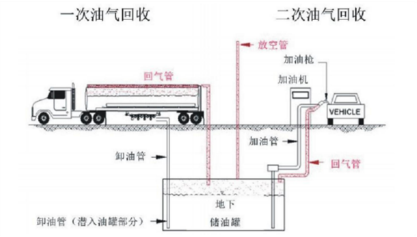 一次油气回收
二次油气回收
放空管
加油枪
加油机
回气管
VEHICLE
卸油管
加油管
回气管
地下
卸油管（潜入油罐部分）
储油罐